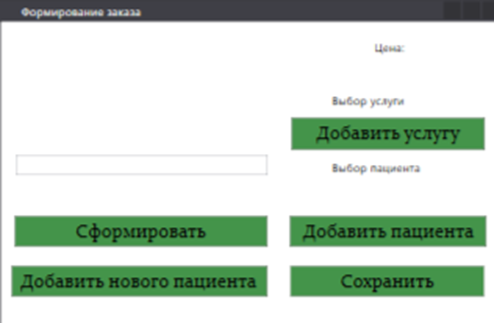 Формирование заказа
Цена:
Выбор услуги
Добавить услугу
Выбор пациента
Сформировать
Добавить пациента
Добавить нового пациента
Сохранить